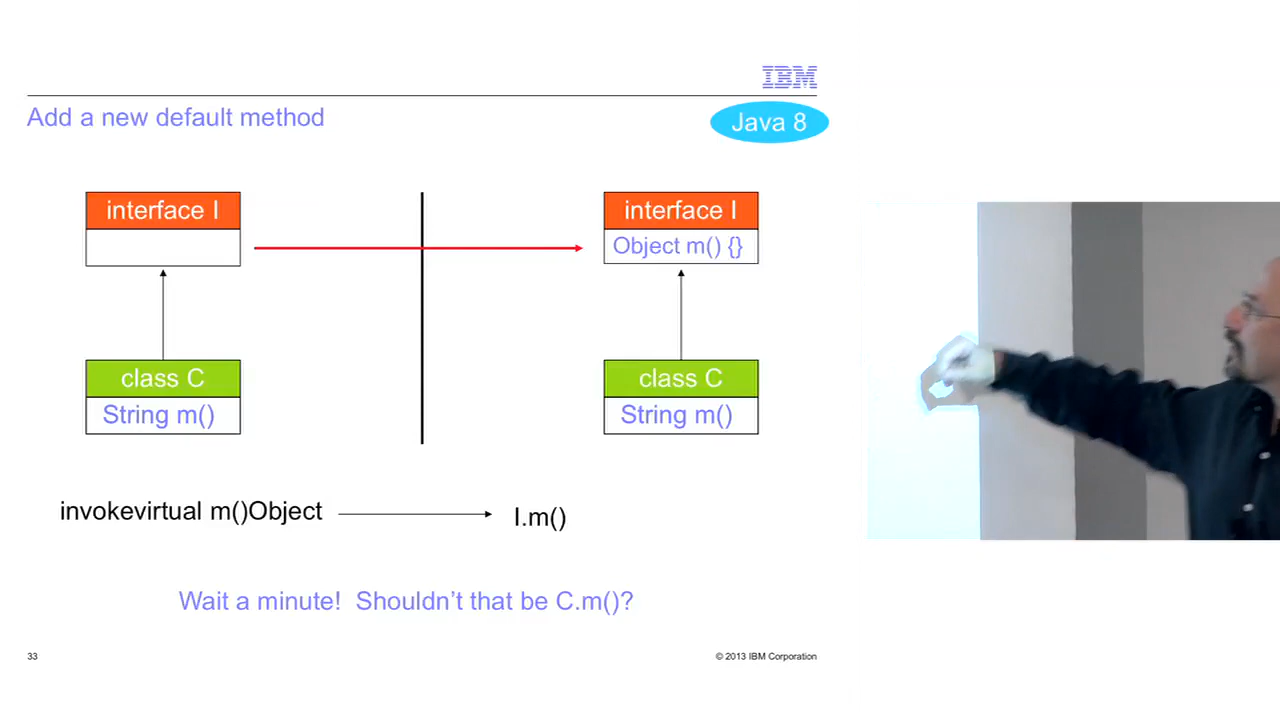 IBM
Add a new default method
Java 8
interface I
interface I
Object m() {}
class C
String m()
class C
String m()
invokevirtual m()Object
I.m()
Wait a minute!  Shouldn't that be C.m()?
33
© 2013 IBM Corporation